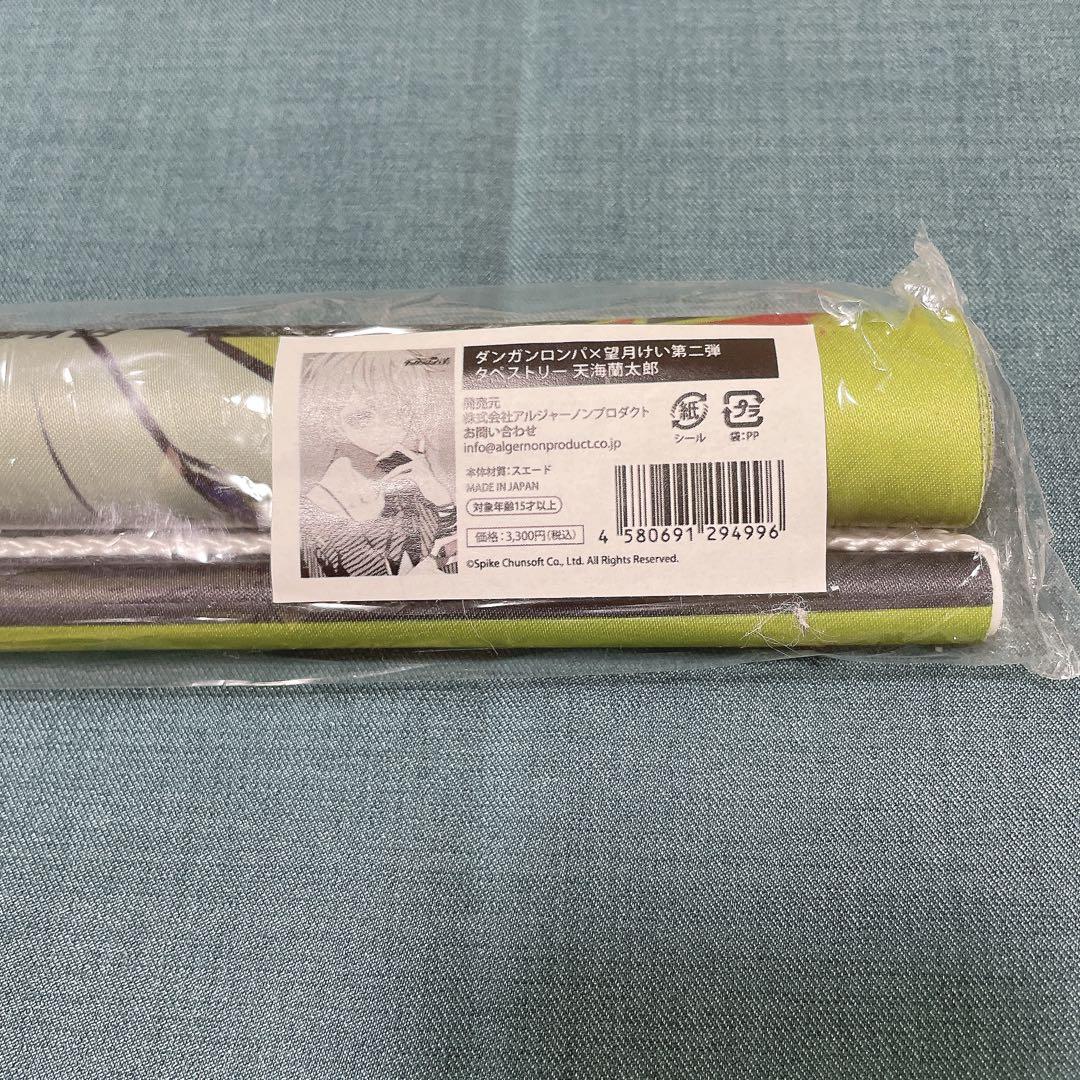 ダンガンロンパ×望月けい第二弾
タペストリー 天海蘭太郎
発売元
株式会社アルジャーノンプロダクト
お問い合わせ
info@algernonproduct.co.jp
紙
シール
プラ
袋:PP
本体材質:スエード
MADE IN JAPAN
対象年齢15才以上
価格:3,300円(税込)
4 580691 294996
©Spike Chunsoft Co., Ltd. All Rights Reserved.